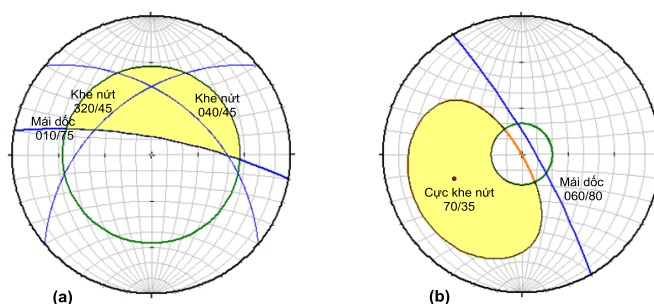 Khe nứt
320/45
Khe nứt
040/45
Mái dốc
010/75
(a)
Cực khe nứt
70/35
Mái dốc
060/80
(b)